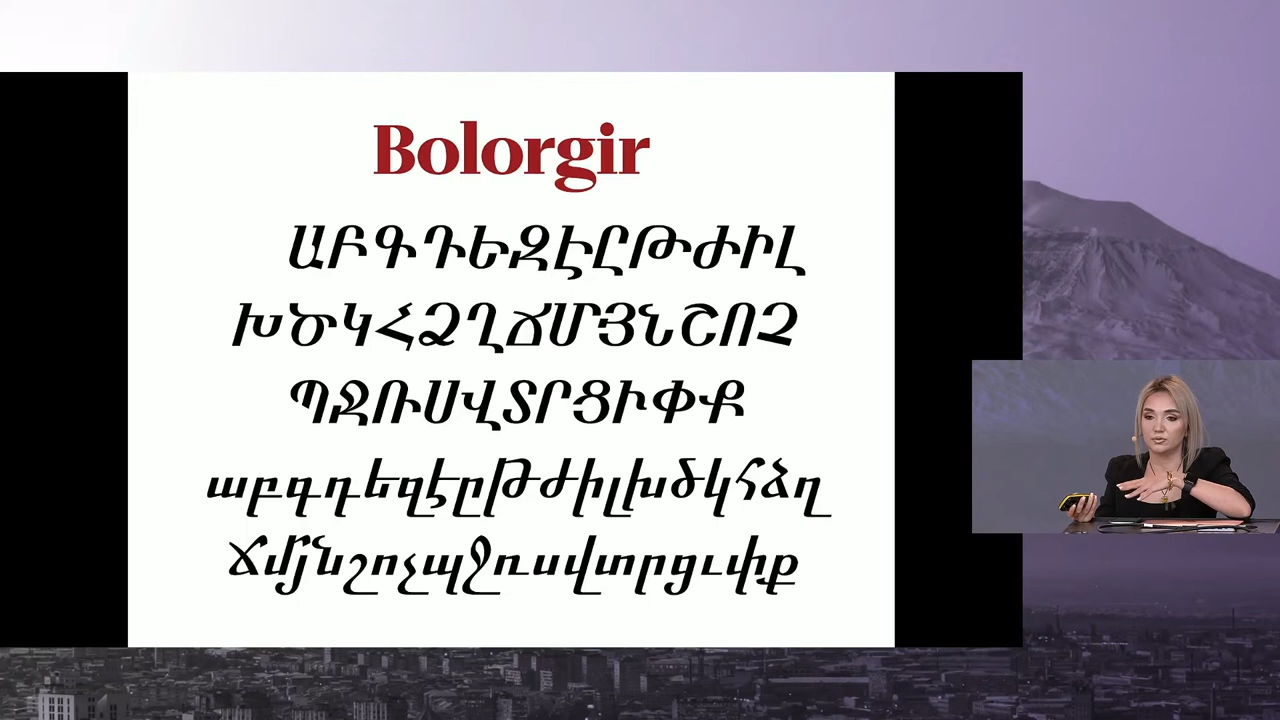 Bolorgir
ԱԲԳԴԵԶԷԸԹԺԻԼ
ԽԾԿՀՁՂՃՄՅՆՇՈՉ
ՊՋՌՍՎՏՐՑՒՓՔ
աբգդեզէըթժիլխծկհձղ
ճմյնշոչպջռսվտրցւփք